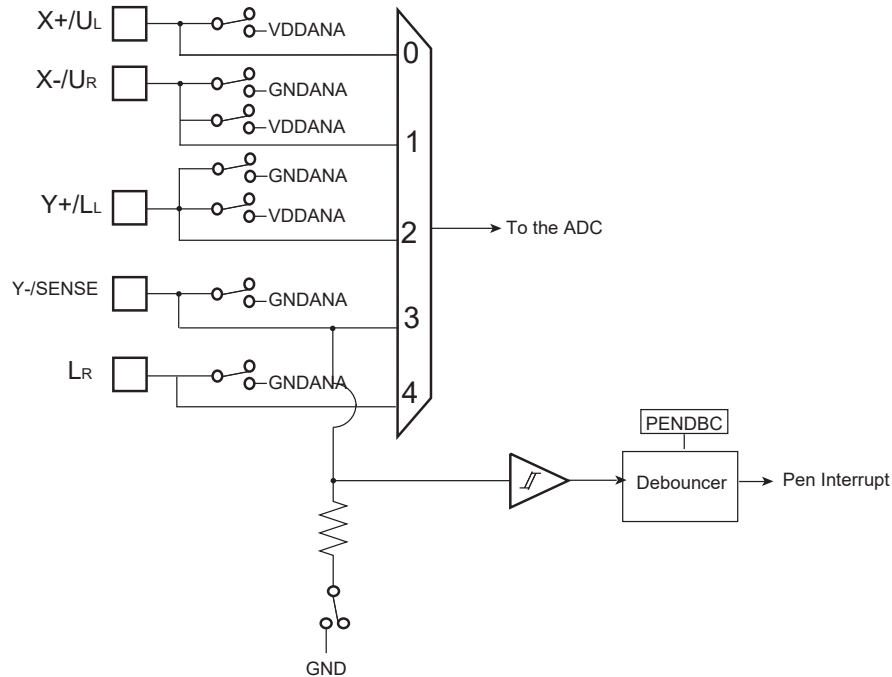 X+/UL
VDDANA
0
X-/UR
GNDANA
VDDANA
1
GNDANA
Y+/LL
VDDANA
2
To the ADC
Y-/SENSE
GNDANA
3
LR
GNDANA
4
PENDBC
Debouncer
Pen Interrupt
GND